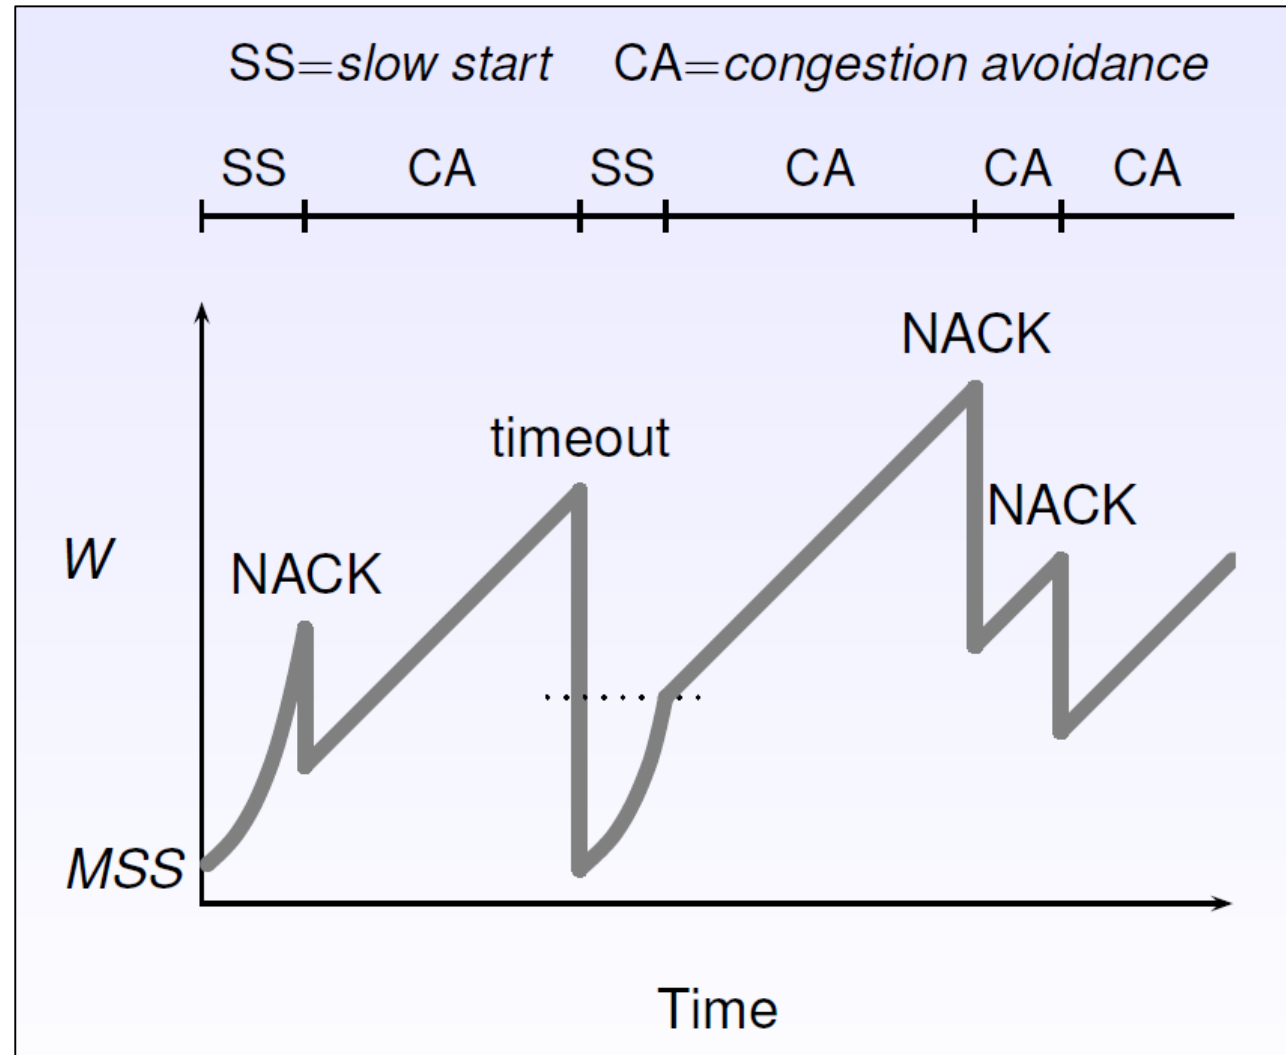 SS=slow start CA=congestion avoidance
SS CA SS CA CA CA
NACK
timeout
NACK
W
NACK
MSS
Time